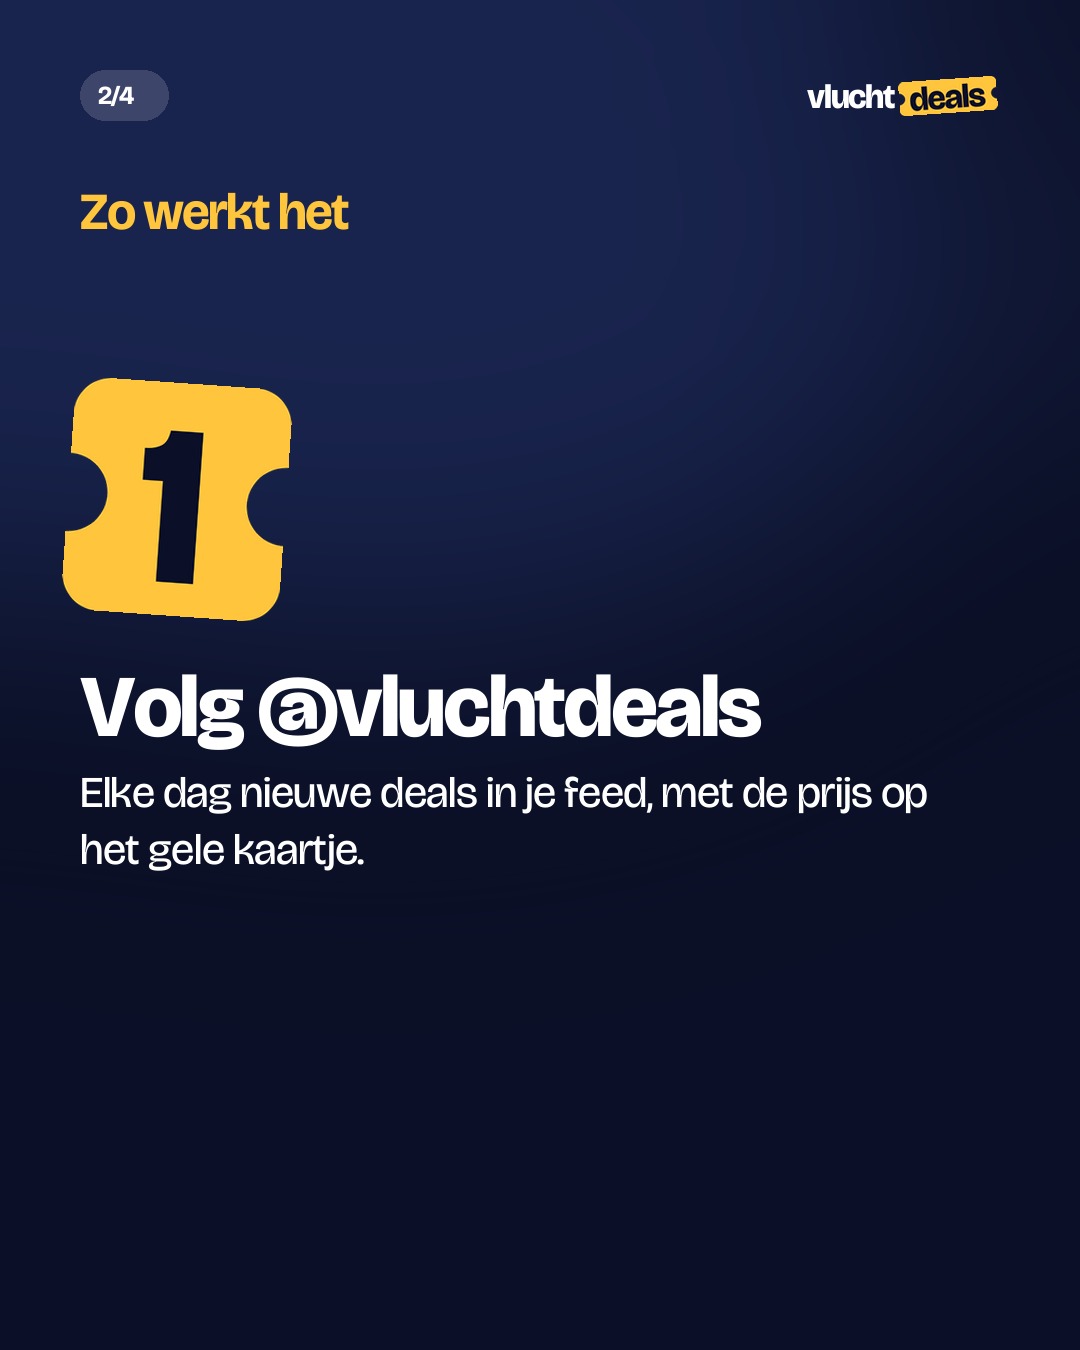 2/4
vlucht deals
Zo werkt het
1
Volg @vluchtdeals
Elke dag nieuwe deals in je feed, met de prijs op
het gele kaartje.